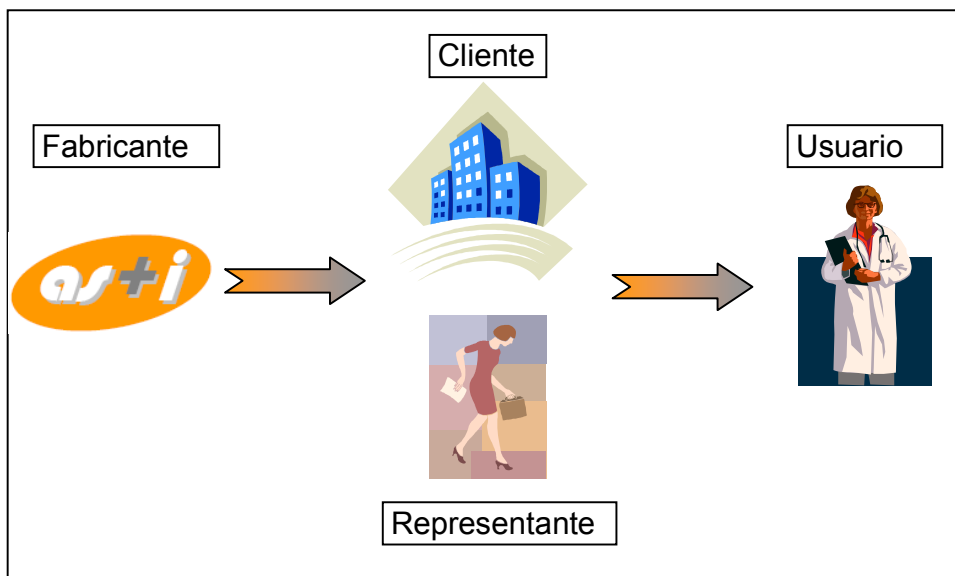 Cliente
Fabricante
Usuario
as+i
Representante